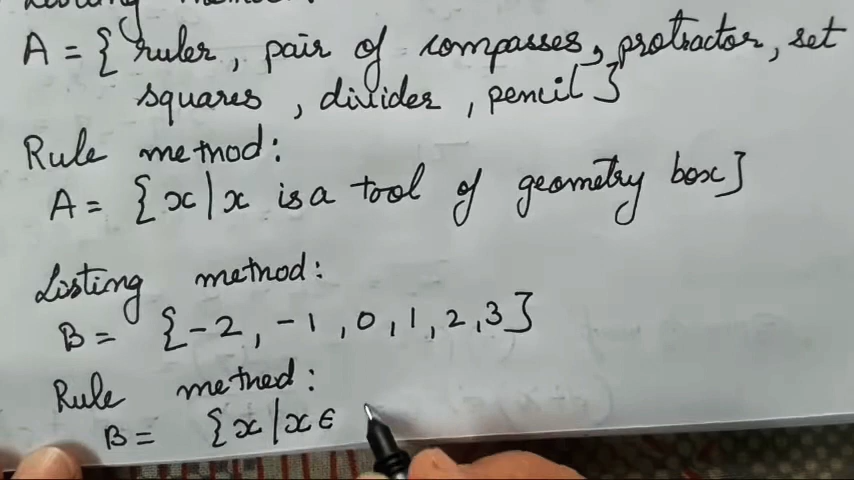 A = { ruler, pair of compasses, protractor, set
squares, divider, pencil }
Rule method:
A = { x | x is a tool of geometry box }
Listing method:
B = { -2, -1, 0, 1, 2, 3 }
Rule method:
B = { x | x ∈